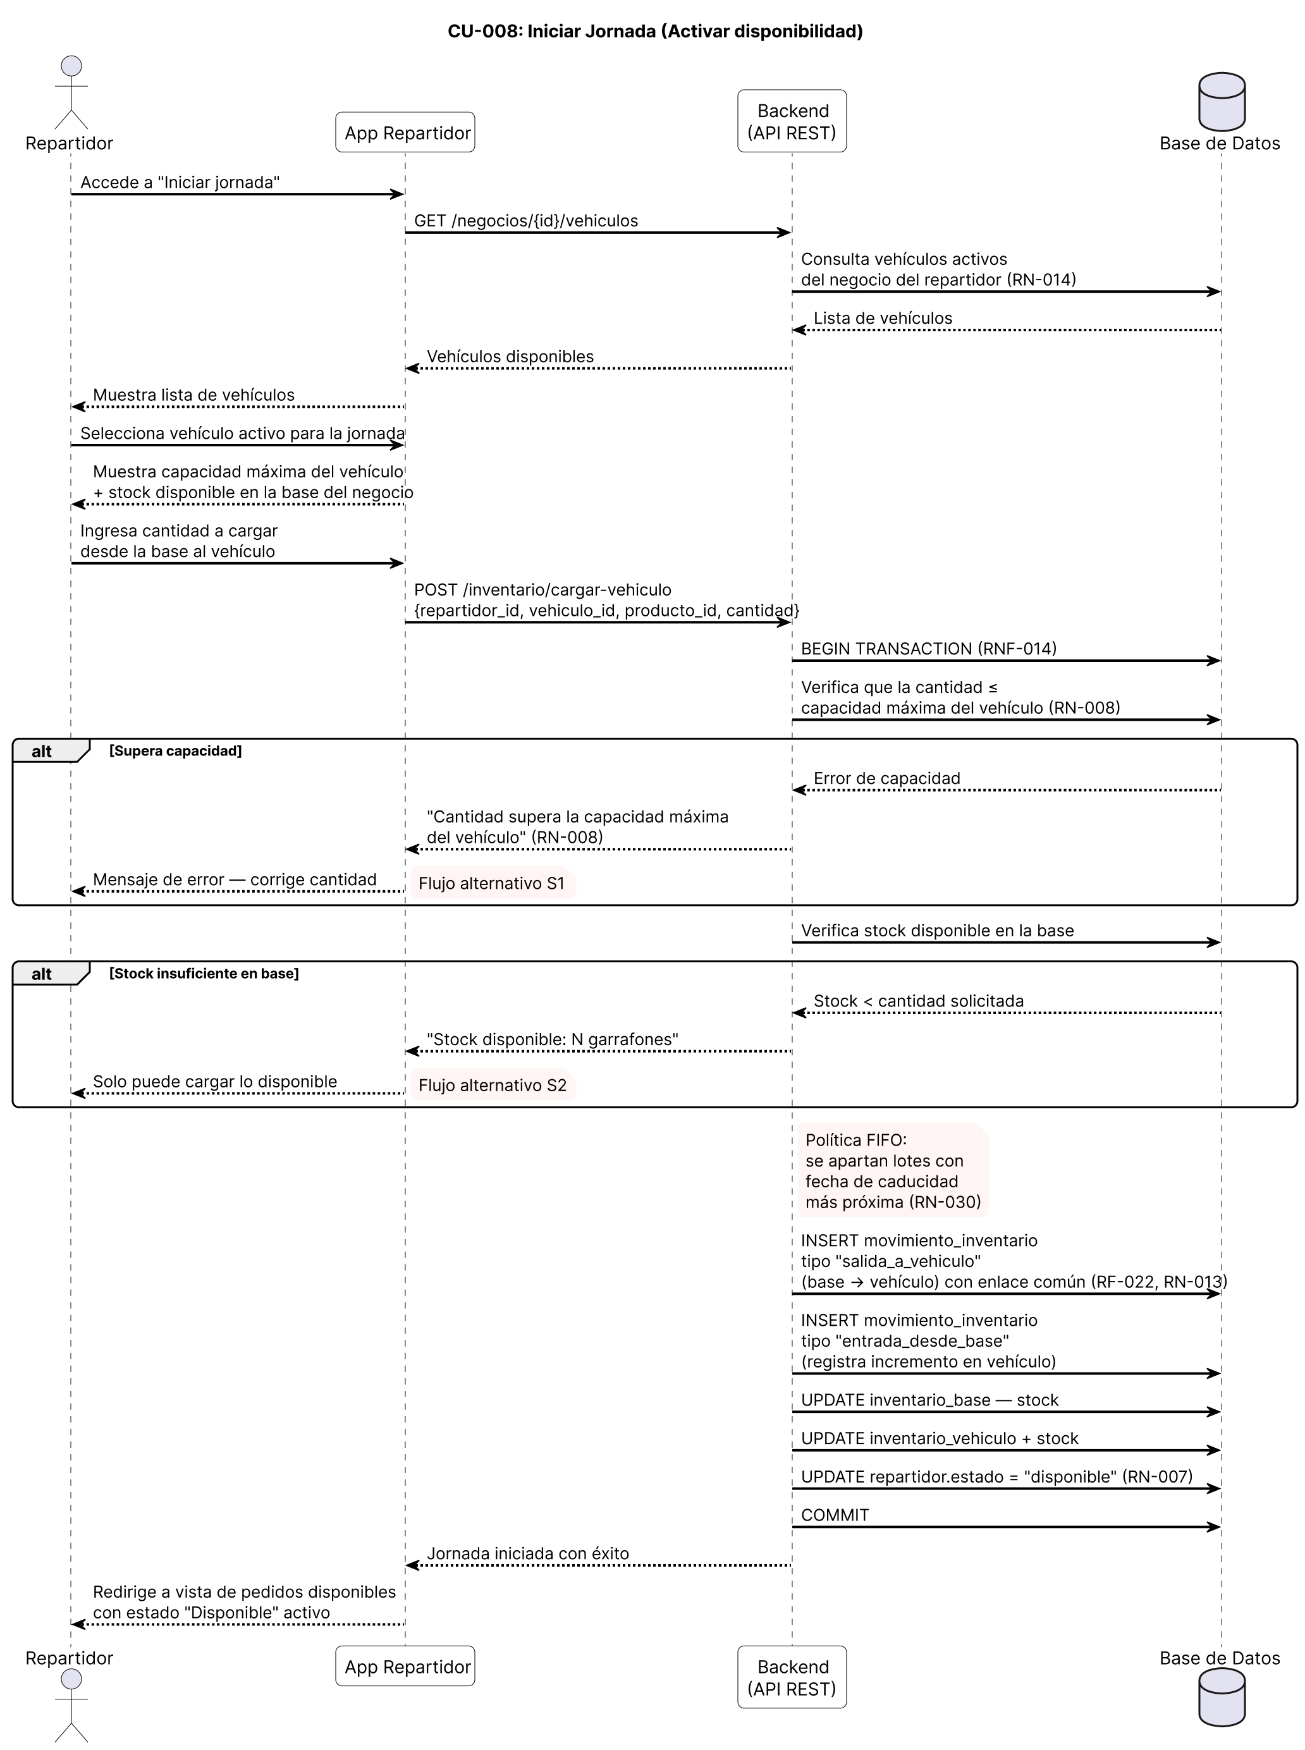 CU-008: Iniciar Jornada (Activar disponibilidad)
Repartidor
App Repartidor
Backend
(API REST)
Base de Datos
Accede a "Iniciar jornada"
GET /negocios/{id}/vehiculos
Consulta vehículos activos
del negocio del repartidor (RN-014)
Lista de vehículos
Vehículos disponibles
Muestra lista de vehículos
Selecciona vehículo activo para la jornada
Muestra capacidad máxima del vehículo
+ stock disponible en la base del negocio
Ingresa cantidad a cargar
desde la base al vehículo
POST /inventario/cargar-vehiculo
{repartidor_id, vehiculo_id, producto_id, cantidad}
BEGIN TRANSACTION (RNF-014)
Verifica que la cantidad ≤
capacidad máxima del vehículo (RN-008)
alt [Supera capacidad]
Error de capacidad
"Cantidad supera la capacidad máxima
del vehículo" (RN-008)
Mensaje de error — corrige cantidad
Flujo alternativo S1
Verifica stock disponible en la base
alt [Stock insuficiente en base]
Stock < cantidad solicitada
"Stock disponible: N garrafones"
Solo puede cargar lo disponible
Flujo alternativo S2
Política FIFO:
se apartan lotes con
fecha de caducidad
más próxima (RN-030)
INSERT movimiento_inventario
tipo "salida_a_vehiculo"
(base → vehículo) con enlace común (RF-022, RN-013)
INSERT movimiento_inventario
tipo "entrada_desde_base"
(registra incremento en vehículo)
UPDATE inventario_base — stock
UPDATE inventario_vehiculo + stock
UPDATE repartidor.estado = "disponible" (RN-007)
COMMIT
Jornada iniciada con éxito
Redirige a vista de pedidos disponibles
con estado "Disponible" activo
Repartidor
App Repartidor
Backend
(API REST)
Base de Datos